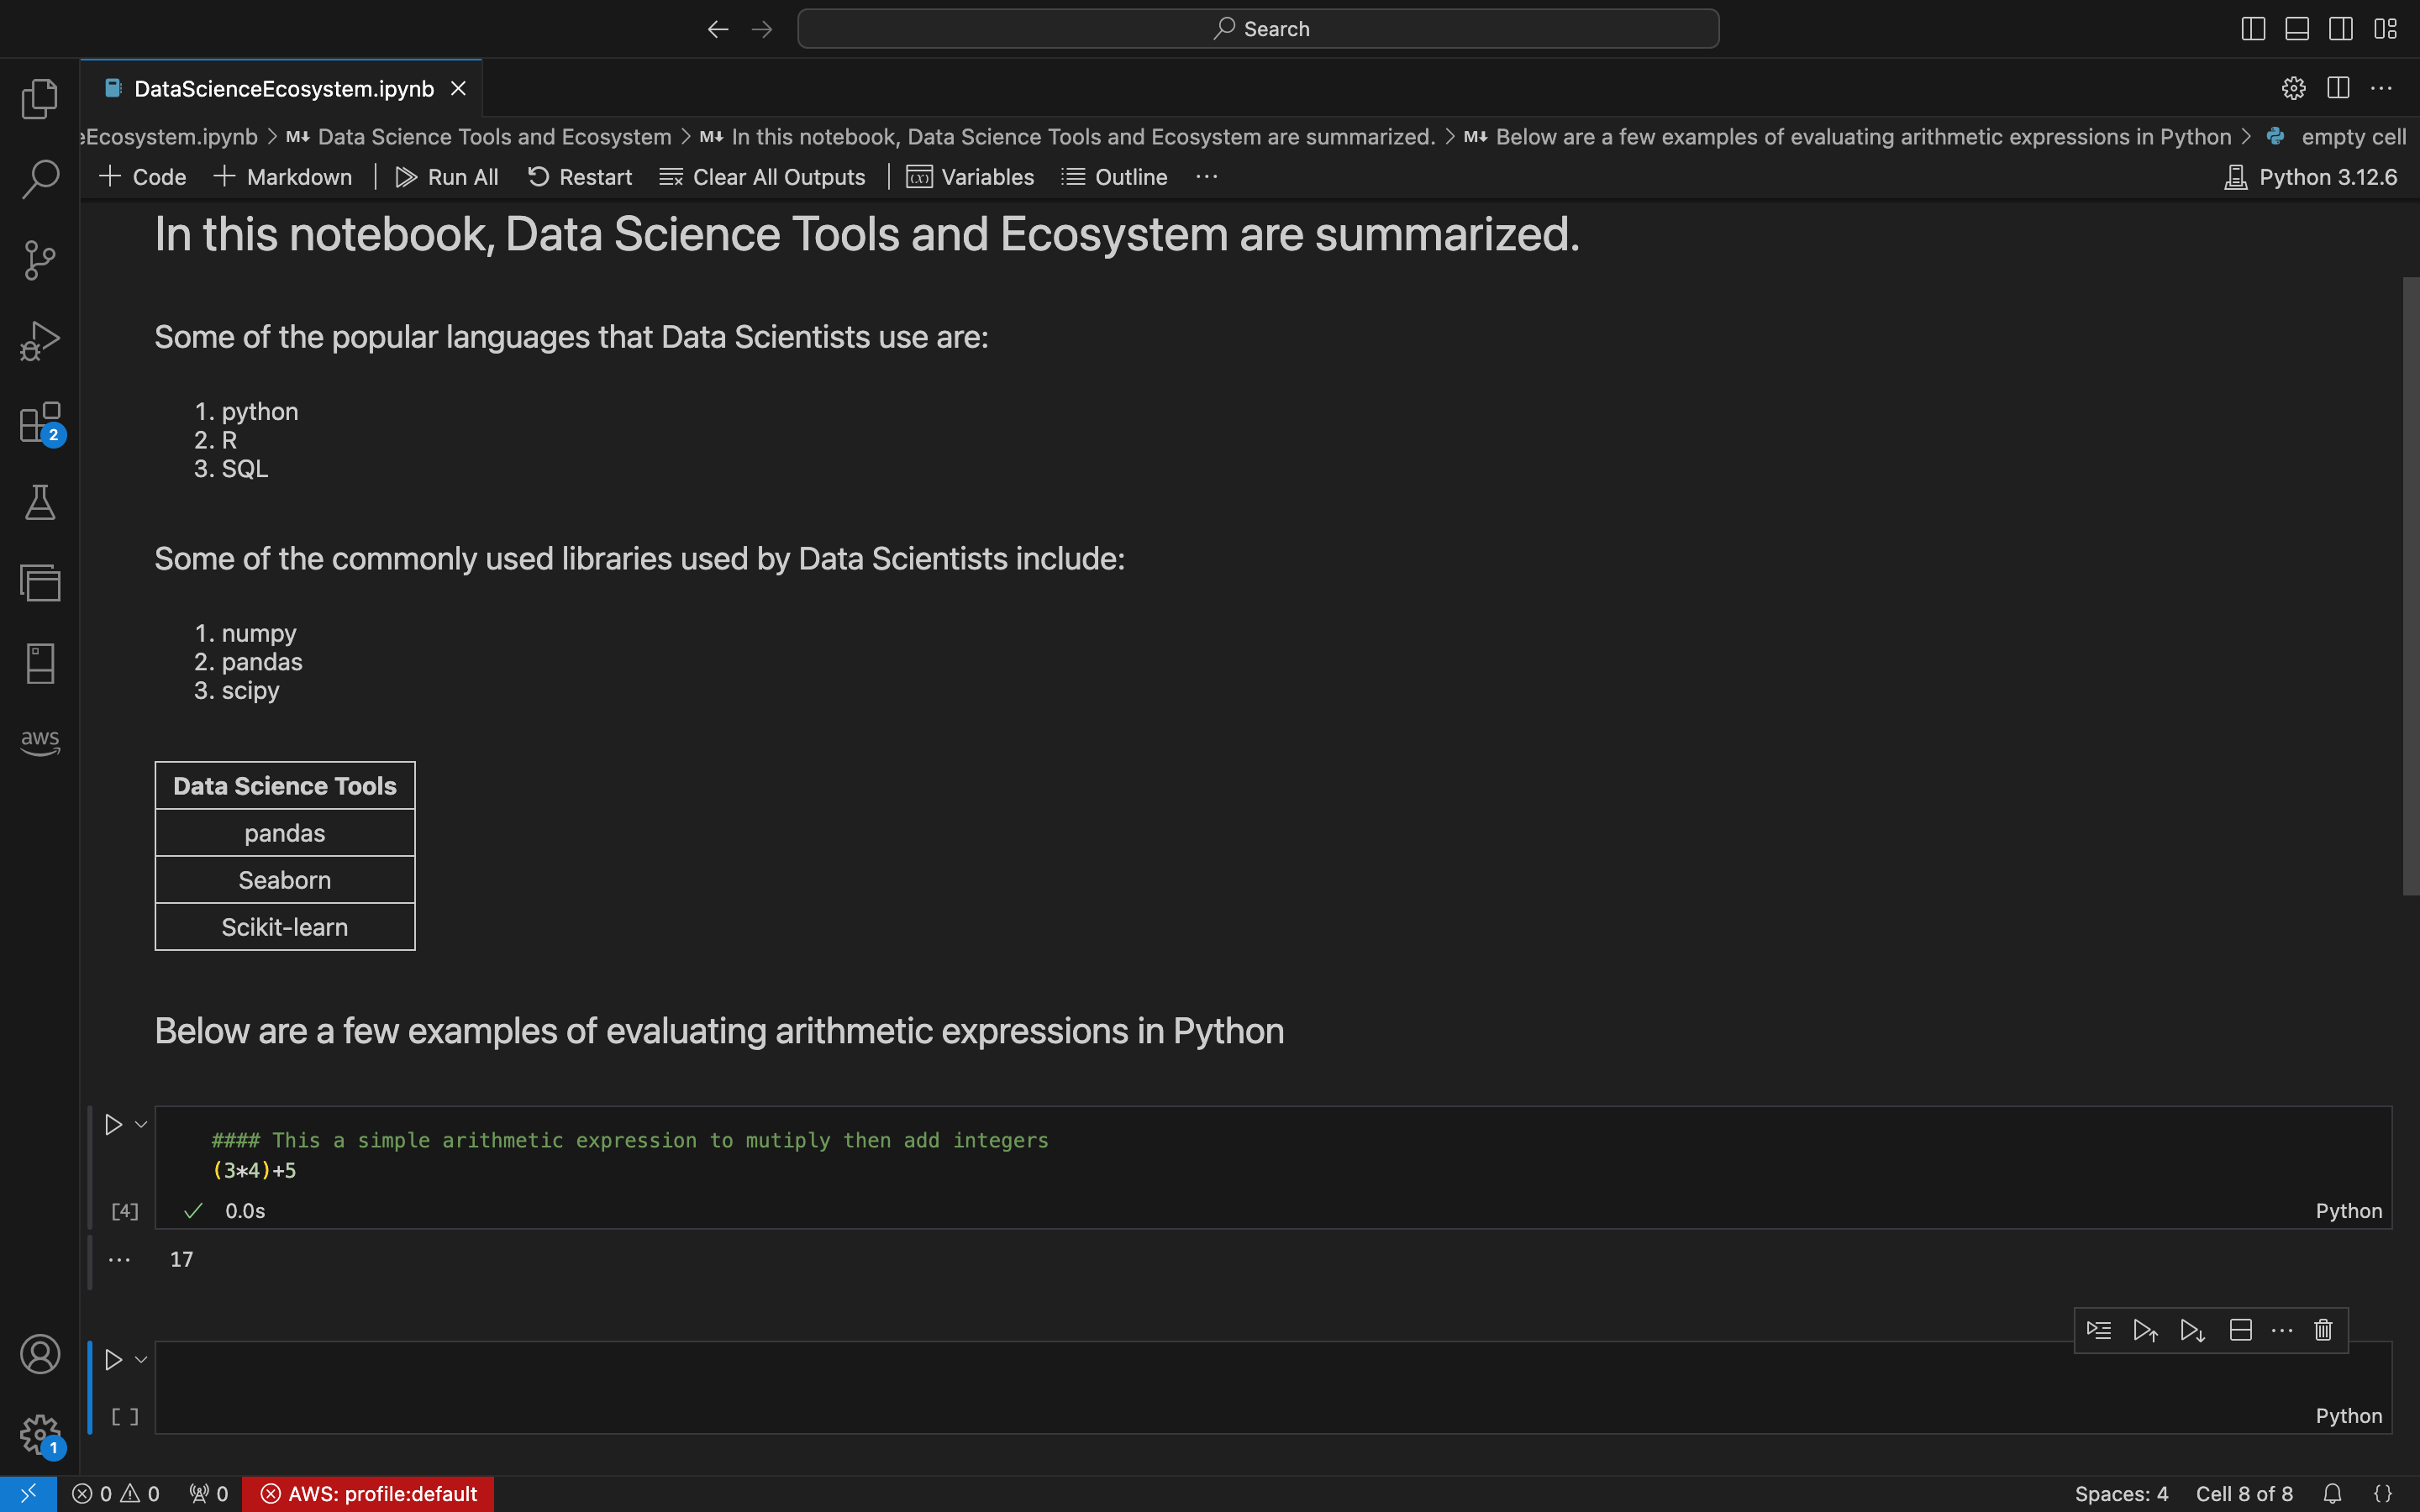 Search
DataScienceEcosystem.ipynb
eEcosystem.ipynb > M↓ Data Science Tools and Ecosystem > M↓ In this notebook, Data Science Tools and Ecosystem are summarized. > M↓ Below are a few examples of evaluating arithmetic expressions in Python > empty cell
+ Code + Markdown | Run All Restart Clear All Outputs | Variables Outline ··· Python 3.12.6
In this notebook, Data Science Tools and Ecosystem are summarized.
Some of the popular languages that Data Scientists use are:
1. python
2. R
3. SQL
2
Some of the commonly used libraries used by Data Scientists include:
1. numpy
2. pandas
3. scipy
aws
Data Science Tools
pandas
Seaborn
Scikit-learn
Below are a few examples of evaluating arithmetic expressions in Python
#### This a simple arithmetic expression to mutiply then add integers
(3*4)+5
[4] ✓ 0.0s Python
··· 17
[ ] Python
1
0 0 0 AWS: profile:default Spaces: 4 Cell 8 of 8 {}